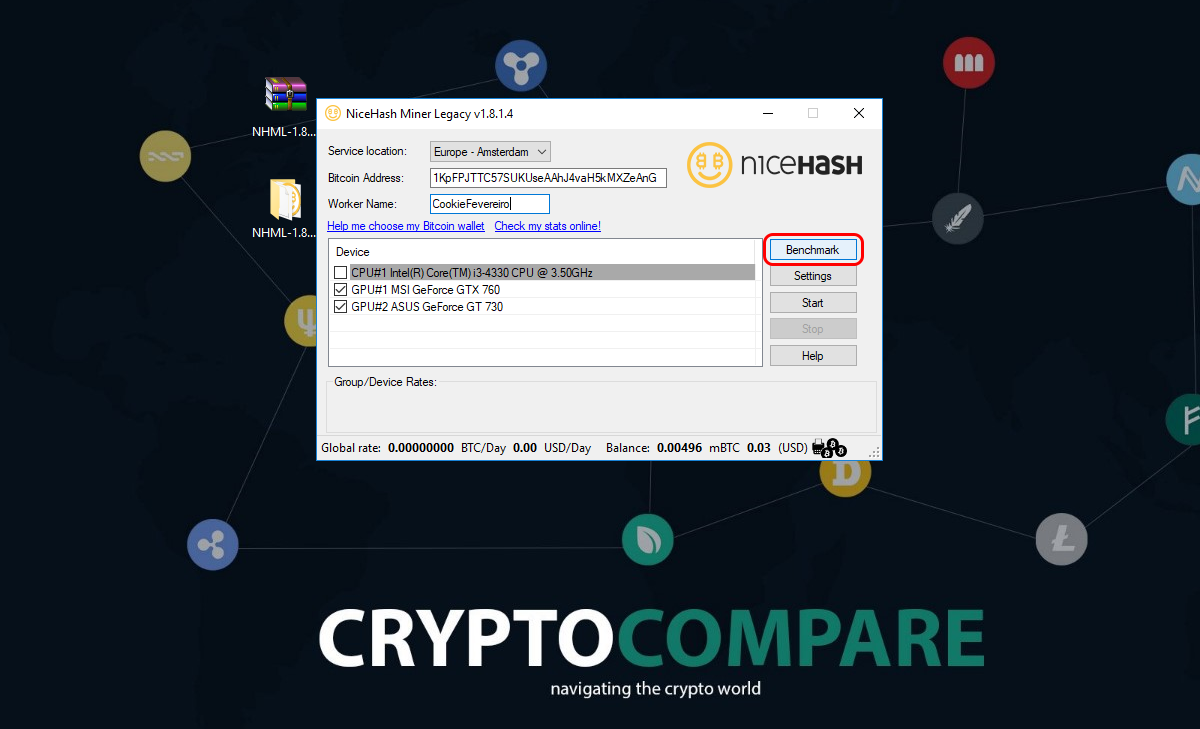 NHML-1.8...
NHML-1.8...
NiceHash Miner Legacy v1.8.1.4
Service location:
Europe - Amsterdam
Bitcoin Address:
1KpFPJTTC57SUKUseAAhJ4vaH5kMXZeAnG
Worker Name:
CookieFevereiro
nıceHASH
Help me choose my Bitcoin wallet
Check my stats online!
Device
CPU#1 Intel(R) Core(TM) i3-4330 CPU @ 3.50GHz
GPU#1 MSI GeForce GTX 760
GPU#2 ASUS GeForce GT 730
Benchmark
Settings
Start
Stop
Help
Group/Device Rates:
Global rate: 0.00000000 BTC/Day 0.00 USD/Day Balance: 0.00496 mBTC 0.03 (USD)
CRYPTOCOMPARE
navigating the crypto world